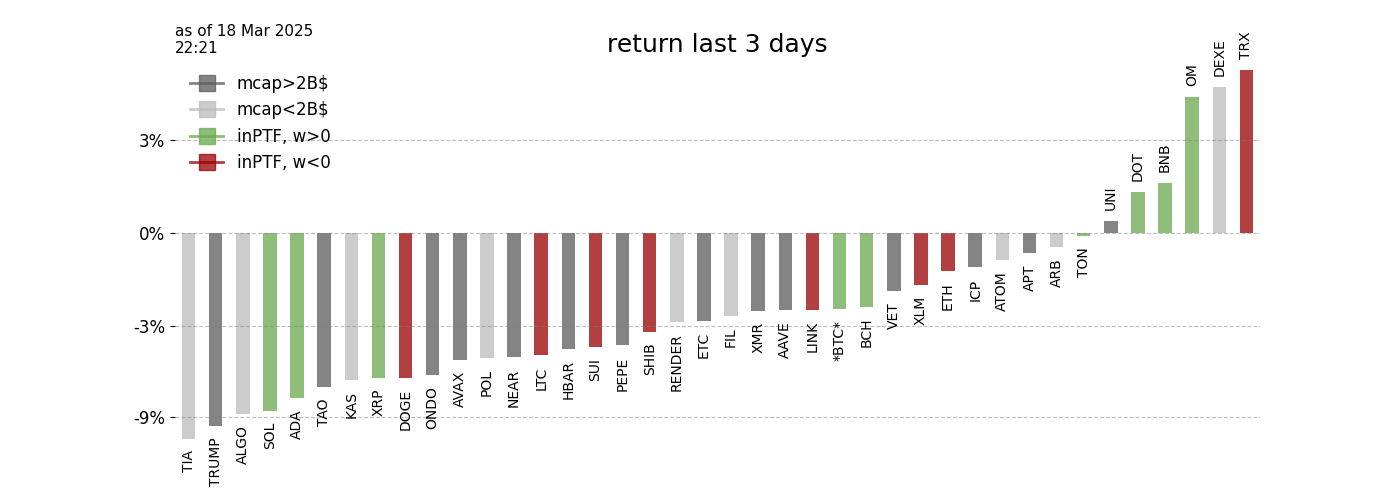 as of 18 Mar 2025
22:21
return last 3 days
mcap>2B$
mcap<2B$
inPTF, w>0
inPTF, w<0
3%
0%
-3%
-9%
TIA
TRUMP
ALGO
SOL
ADA
TAO
KAS
XRP
DOGE
ONDO
AVAX
POL
NEAR
LTC
HBAR
SUI
PEPE
SHIB
RENDER
ETC
FIL
XMR
AAVE
LINK
*BTC*
BCH
VET
XLM
ETH
ICP
ATOM
APT
ARB
TON
UNI
DOT
BNB
OM
DEXE
TRX